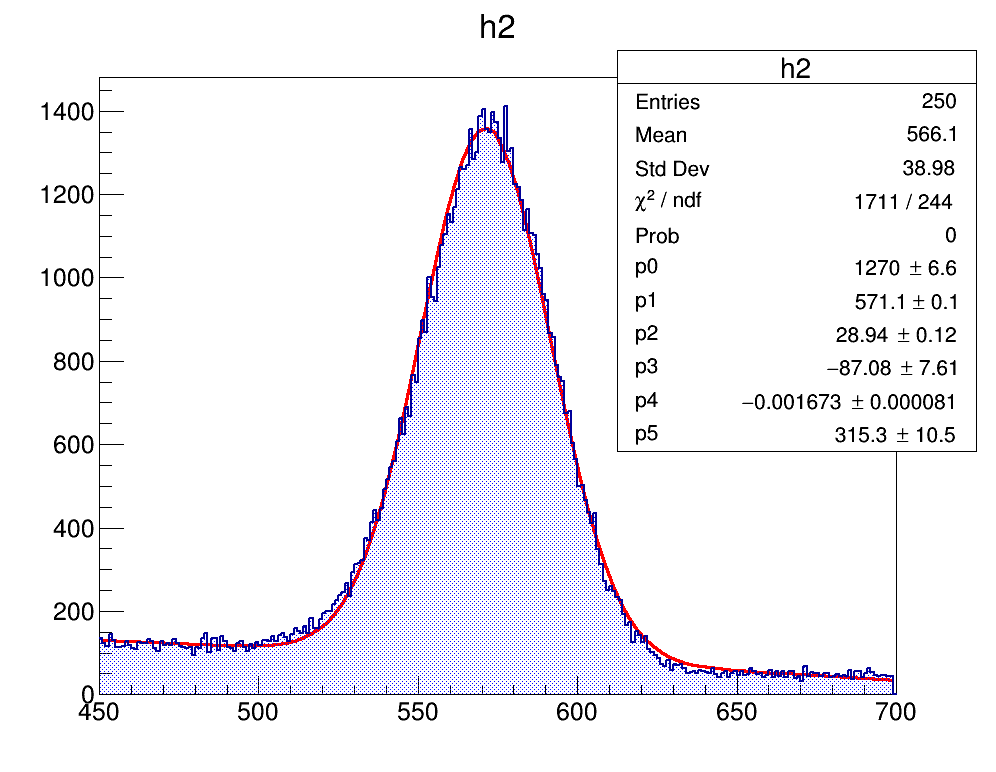 h2
h2
Entries 250
Mean 566.1
Std Dev 38.98
χ² / ndf 1711 / 244
Prob 0
p0 1270 ± 6.6
p1 571.1 ± 0.1
p2 28.94 ± 0.12
p3 −87.08 ± 7.61
p4 −0.001673 ± 0.000081
p5 315.3 ± 10.5
1400
1200
1000
800
600
400
200
0
450 500 550 600 650 700